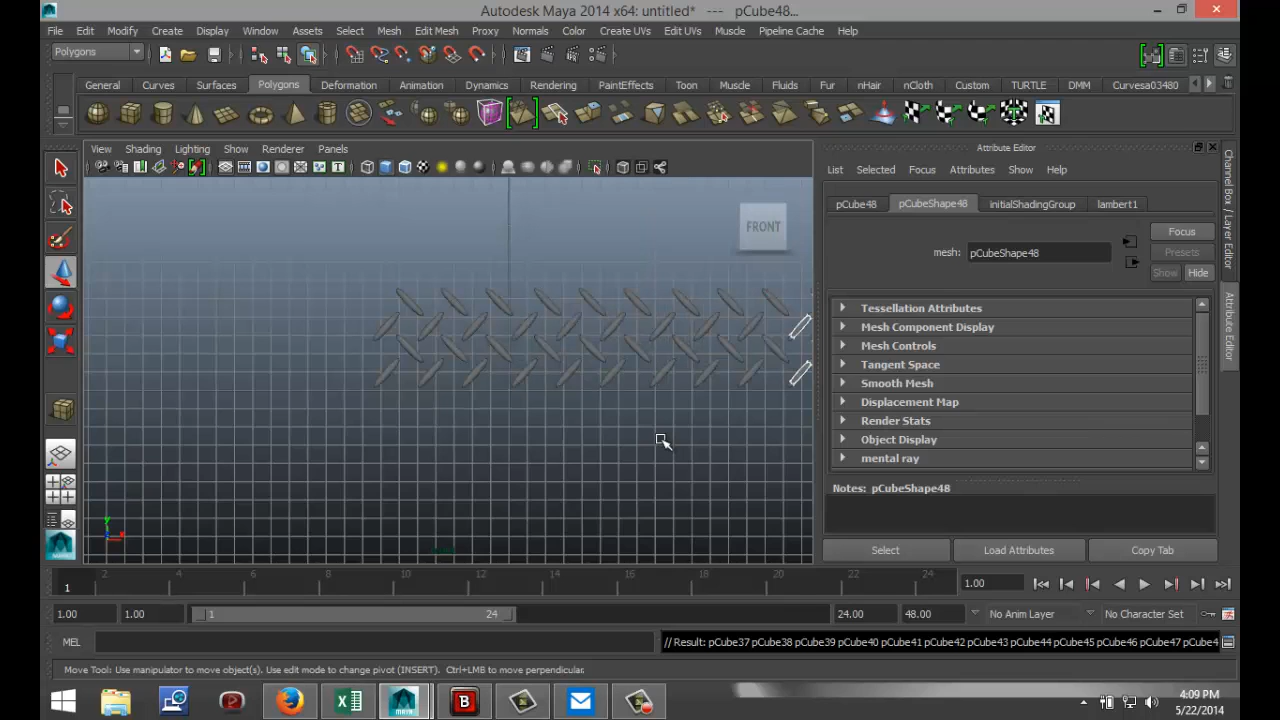 Autodesk Maya 2014 x64: untitled* --- pCube48...
File Edit Modify Create Display Window Assets Select Mesh Edit Mesh Proxy Normals Color Create UVs Edit UVs Muscle Pipeline Cache Help
Polygons
General Curves Surfaces Polygons Deformation Animation Dynamics Rendering PaintEffects Toon Muscle Fluids Fur nHair nCloth Custom TURTLE DMM Curvesa03480
View Shading Lighting Show Renderer Panels
FRONT
Attribute Editor
List Selected Focus Attributes Show Help
pCube48 pCubeShape48 initialShadingGroup lambert1
Focus
mesh: pCubeShape48
Presets
Show Hide
Tessellation Attributes
Mesh Component Display
Mesh Controls
Tangent Space
Smooth Mesh
Displacement Map
Render Stats
Object Display
mental ray
Notes: pCubeShape48
Select Load Attributes Copy Tab
Channel Box / Layer Editor
Attribute Editor
1 2 4 6 8 10 12 14 16 18 20 22 24 1.00
1.00 1.00 1 24 24.00 48.00 No Anim Layer No Character Set
MEL // Result: pCube37 pCube38 pCube39 pCube40 pCube41 pCube42 pCube43 pCube44 pCube45 pCube46 pCube47 pCube4
Move Tool: Use manipulator to move object(s). Use edit mode to change pivot (INSERT). Ctrl+LMB to move perpendicular.
4:09 PM
5/22/2014